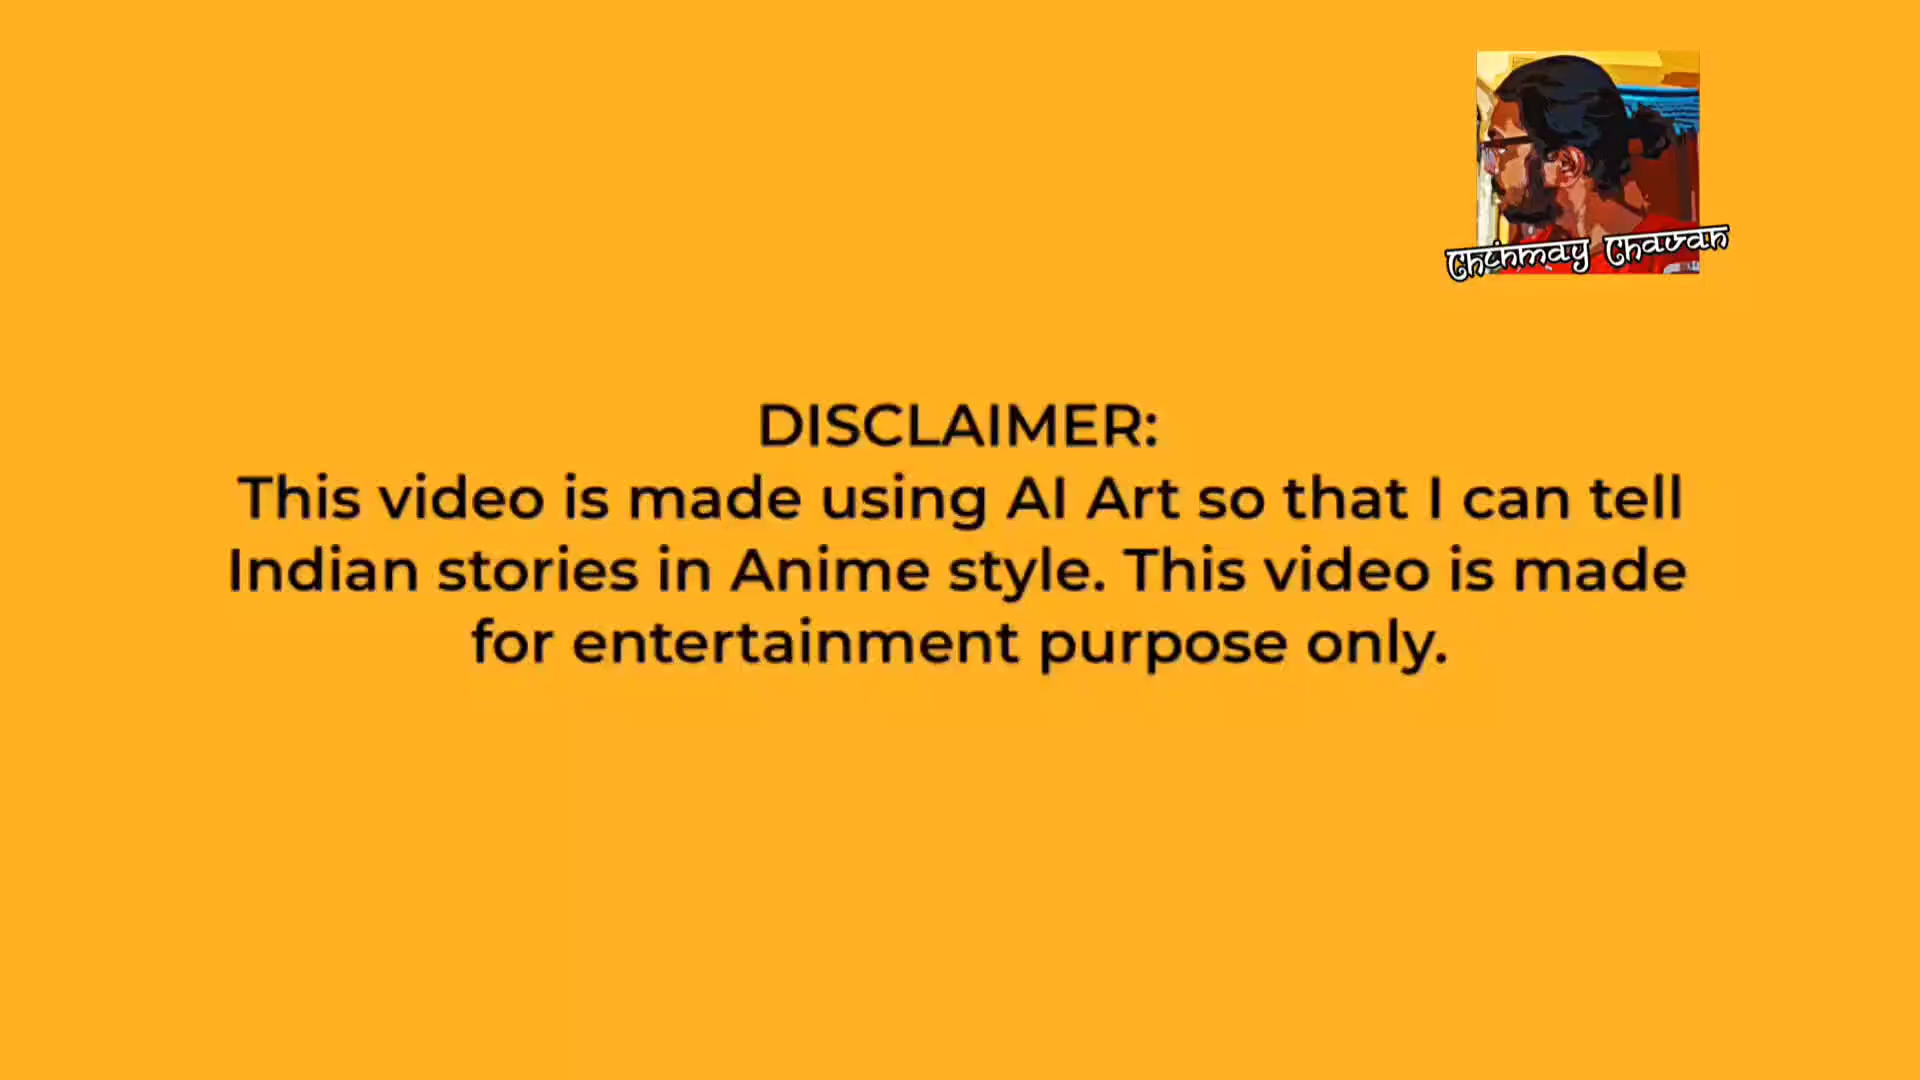 Chinmay Chavan
DISCLAIMER:
This video is made using AI Art so that I can tell
Indian stories in Anime style. This video is made
for entertainment purpose only.